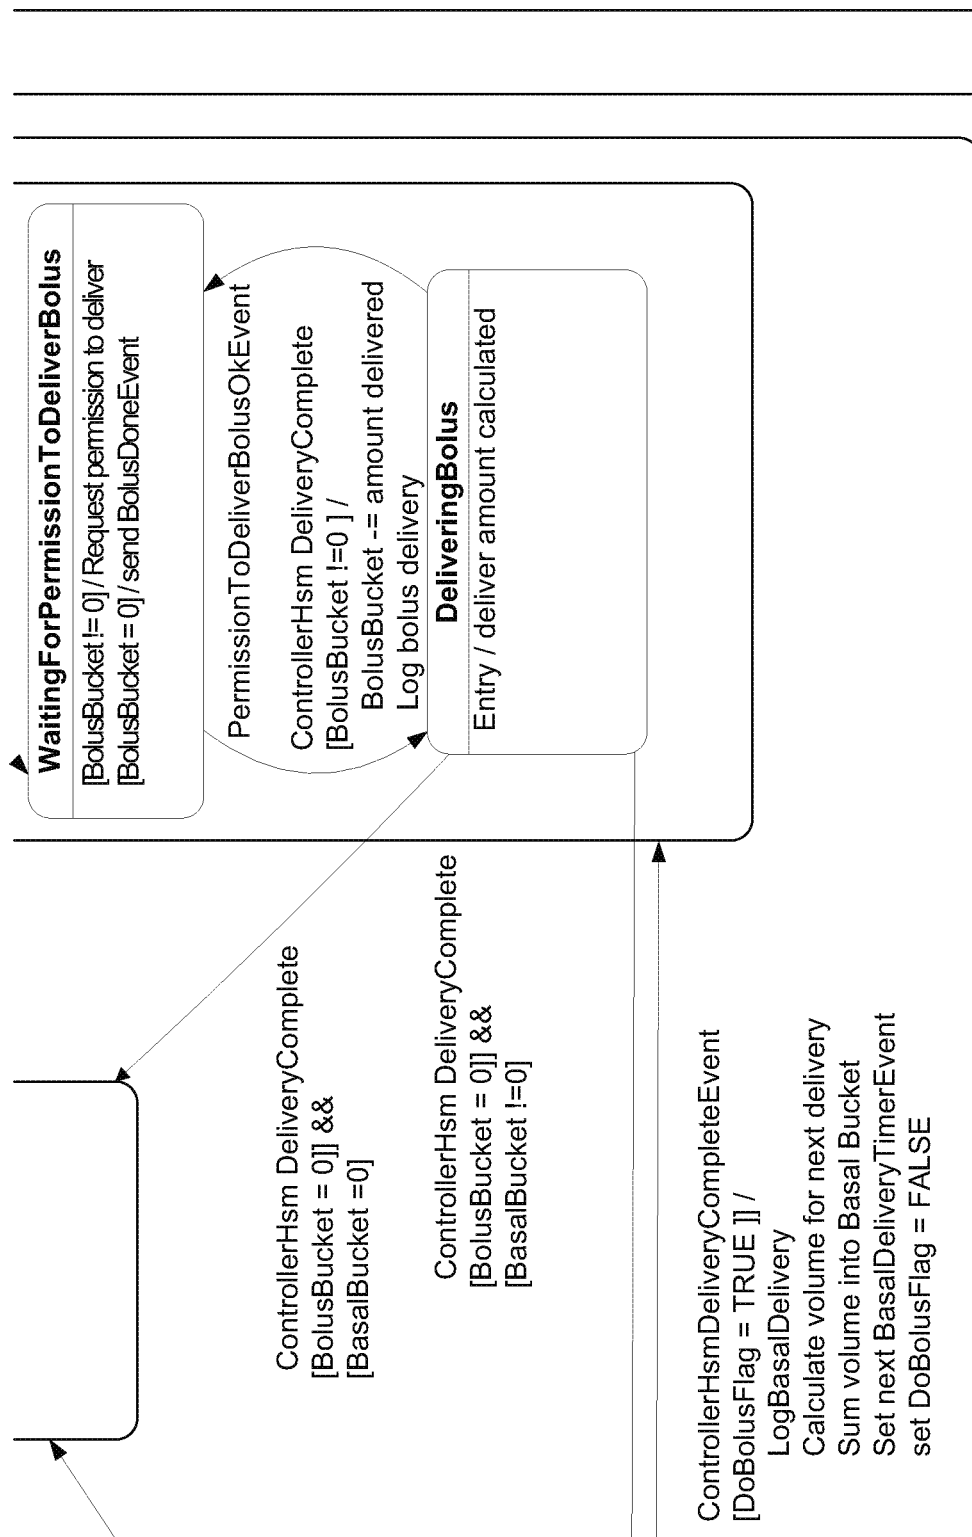 WaitingForPermissionToDeliverBolus
[BolusBucket != 0] / Request permission to deliver
[BolusBucket = 0] / send BolusDoneEvent
PermissionToDeliverBolusOkEvent
ControllerHsm DeliveryComplete
[BolusBucket !=0 ] /
BolusBucket -= amount delivered
Log bolus delivery
DeliveringBolus
Entry / deliver amount calculated
ControllerHsm DeliveryComplete
[BolusBucket = 0]] &&
[BasalBucket =0]
ControllerHsm DeliveryComplete
[BolusBucket = 0]] &&
[BasalBucket !=0]
ControllerHsmDeliveryCompleteEvent
[DoBolusFlag = TRUE ]] /
LogBasalDelivery
Calculate volume for next delivery
Sum volume into Basal Bucket
Set next BasalDeliveryTimerEvent
set DoBolusFlag = FALSE